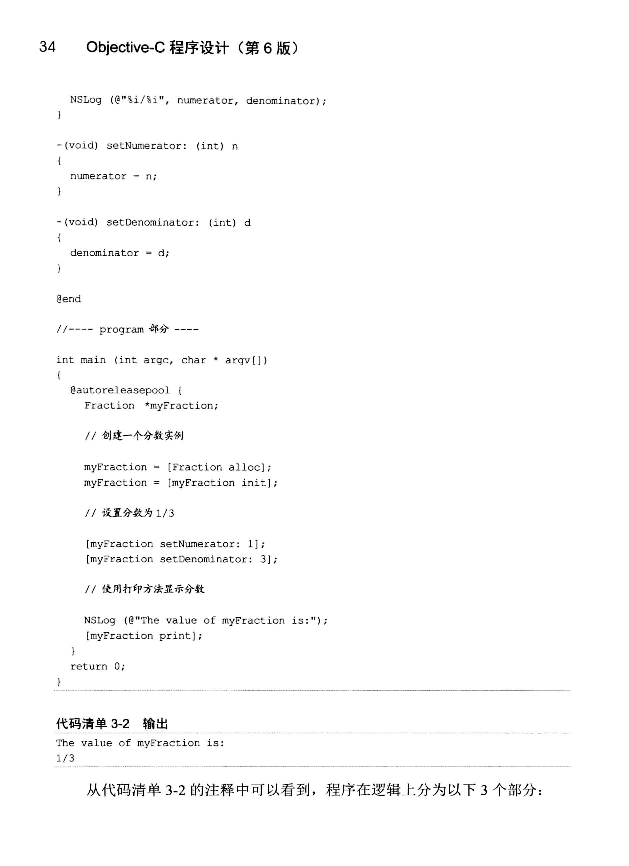 34 Objective-C 程序设计（第 6 版）
NSLog (@"%i/%i", numerator, denominator);
}
-(void) setNumerator: (int) n
{
numerator = n;
}
-(void) setDenominator: (int) d
{
denominator = d;
}
@end
//---- program 部分 ----
int main (int argc, char * argv[])
{
@autoreleasepool {
Fraction *myFraction;
// 创建一个分数实例
myFraction = [Fraction alloc];
myFraction = [myFraction init];
// 设置分数为 1/3
[myFraction setNumerator: 1];
[myFraction setDenominator: 3];
// 使用打印方法显示分数
NSLog (@"The value of myFraction is:");
[myFraction print];
}
return 0;
}
代码清单 3-2 输出
The value of myFraction is:
1/3
从代码清单 3-2 的注释中可以看到，程序在逻辑上分为以下 3 个部分：